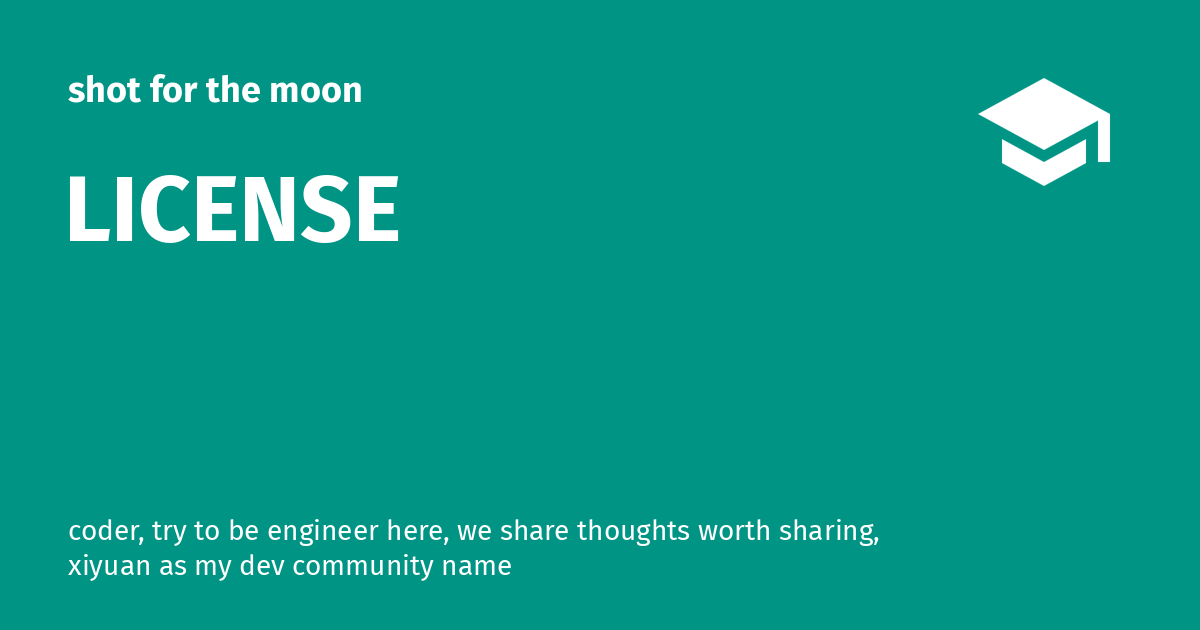 shot for the moon
LICENSE
coder, try to be engineer here, we share thoughts worth sharing,
xiyuan as my dev community name